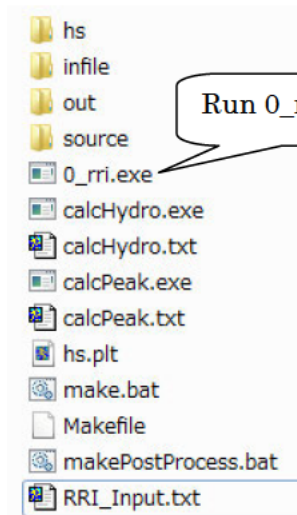 hs
infile
out
source
Run 0_
0_rri.exe
calcHydro.exe
calcHydro.txt
calcPeak.exe
calcPeak.txt
hs.plt
make.bat
Makefile
makePostProcess.bat
RRI_Input.txt